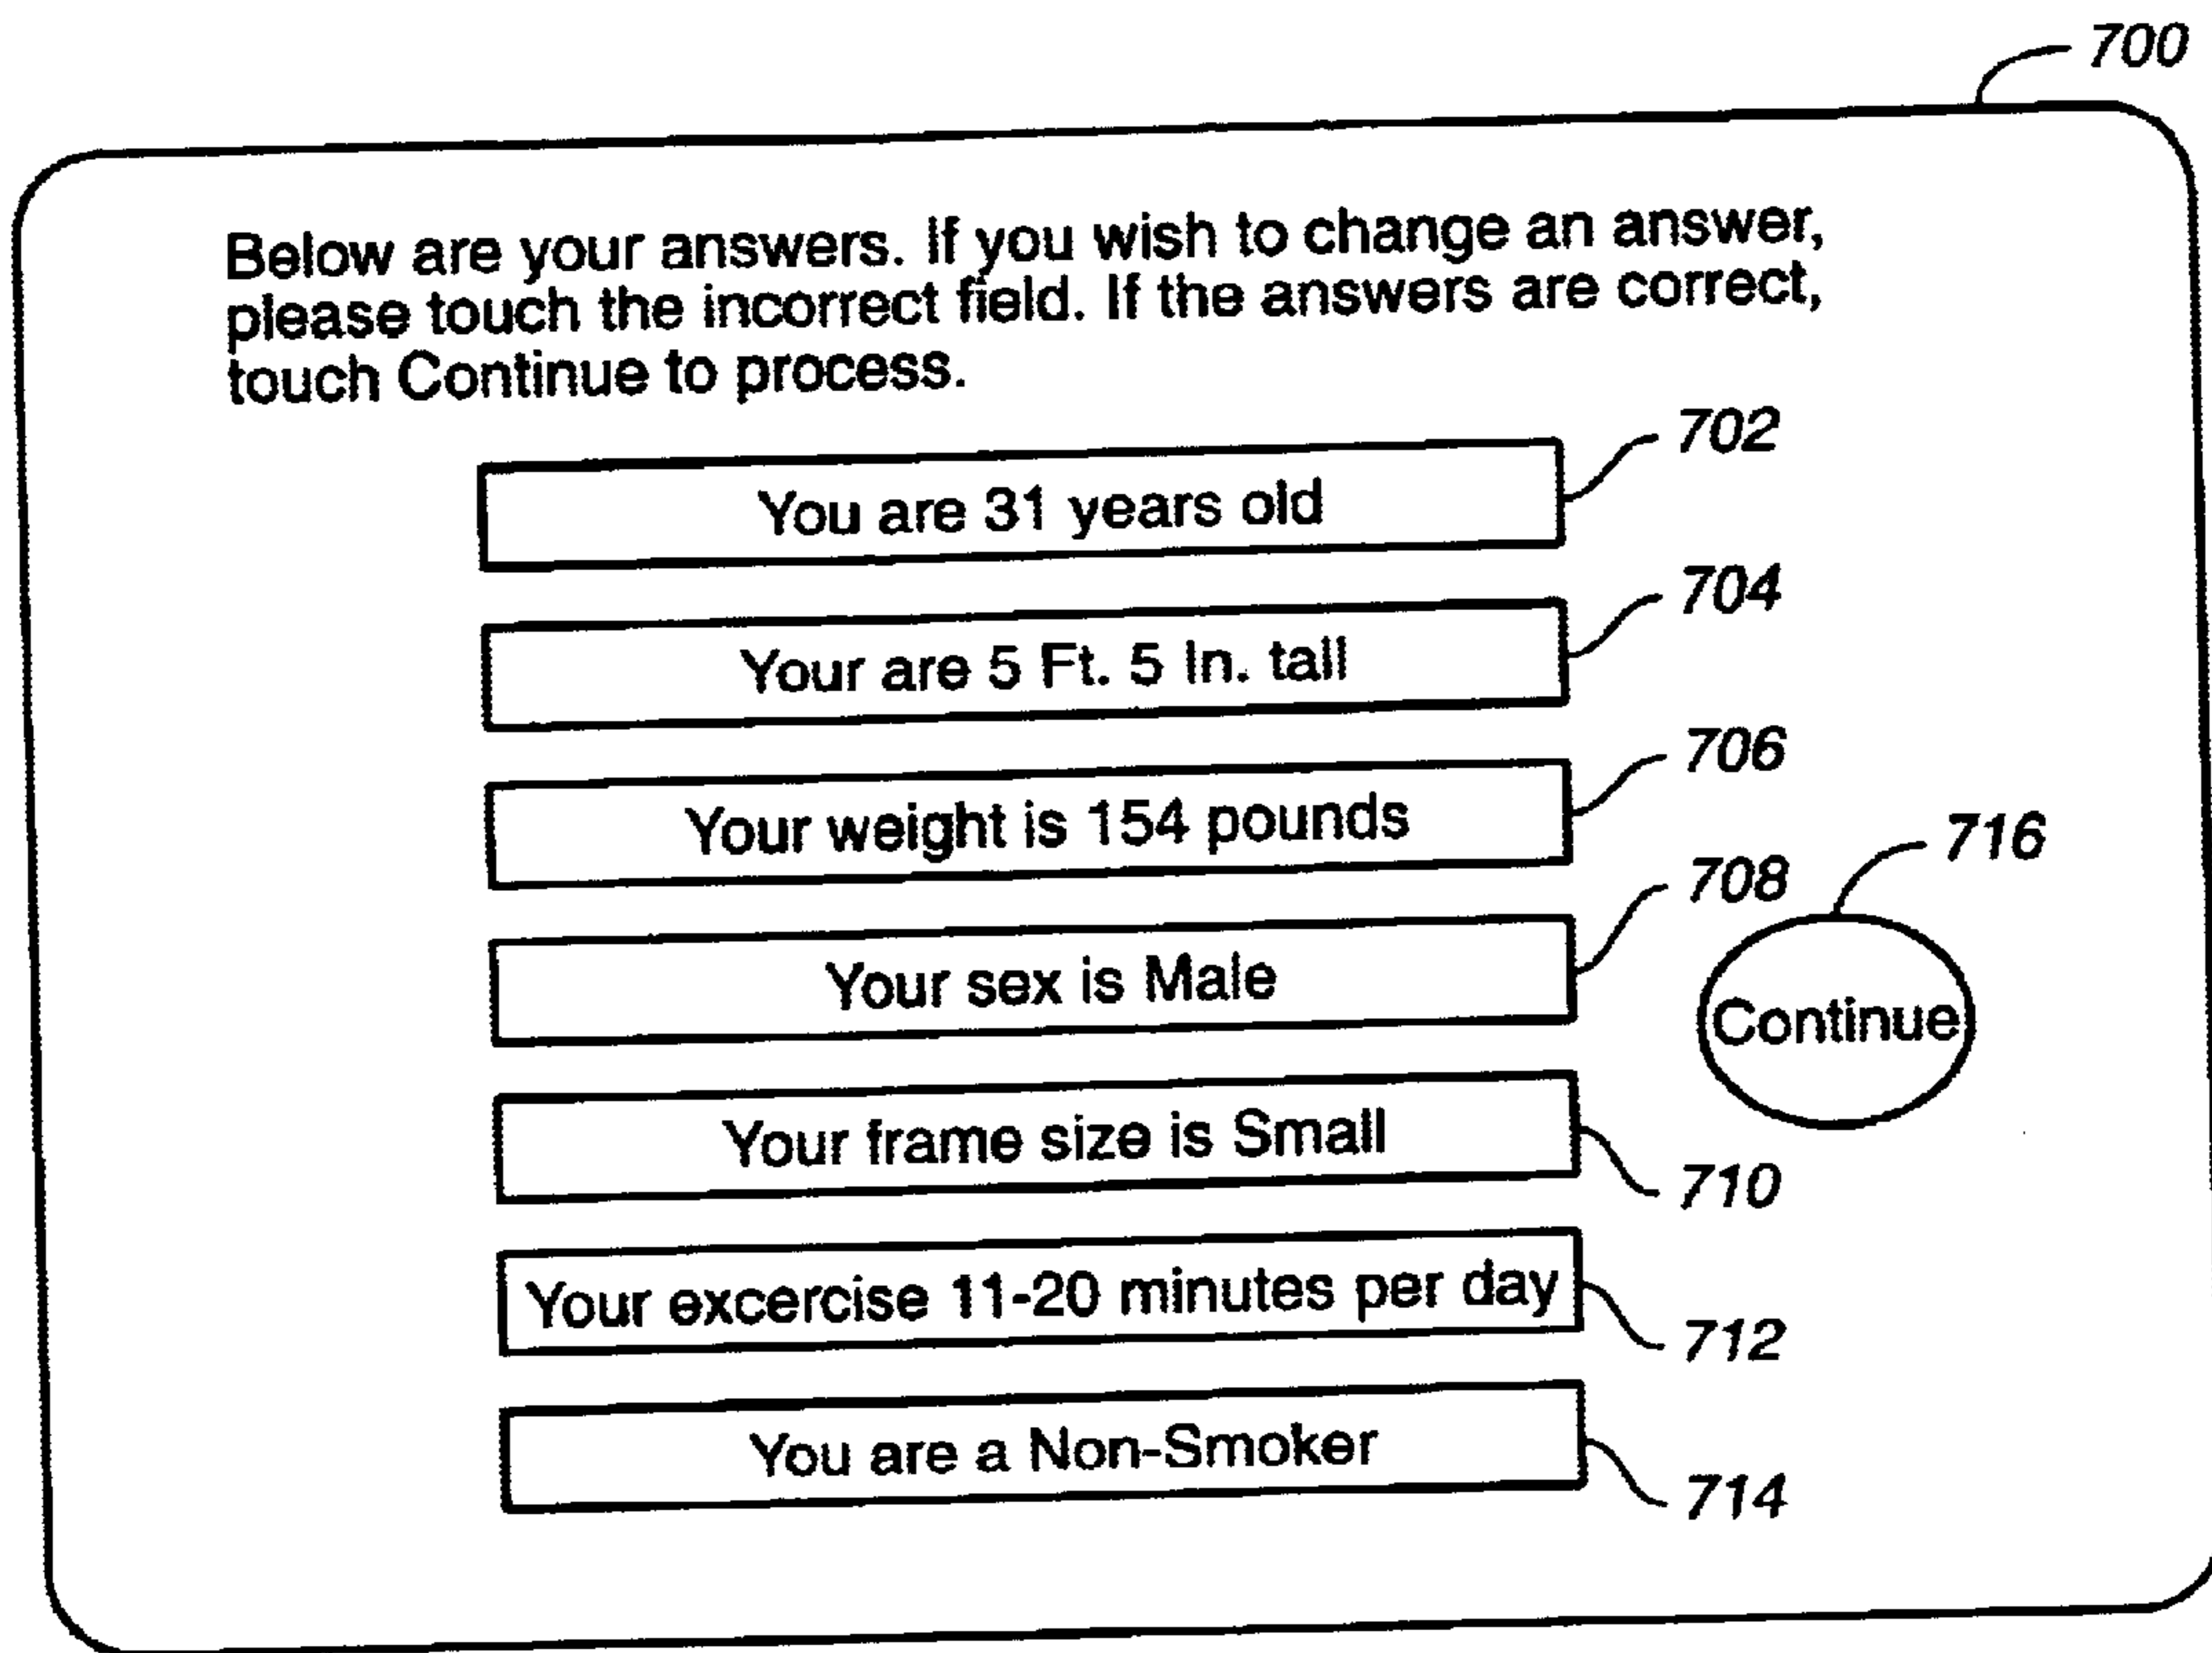 700
Below are your answers. If you wish to change an answer,
please touch the incorrect field. If the answers are correct,
touch Continue to process.
702
You are 31 years old
704
Your are 5 Ft. 5 In. tall
706
Your weight is 154 pounds
716
708
Your sex is Male
Continue
Your frame size is Small
710
Your excercise 11-20 minutes per day
712
You are a Non-Smoker
714